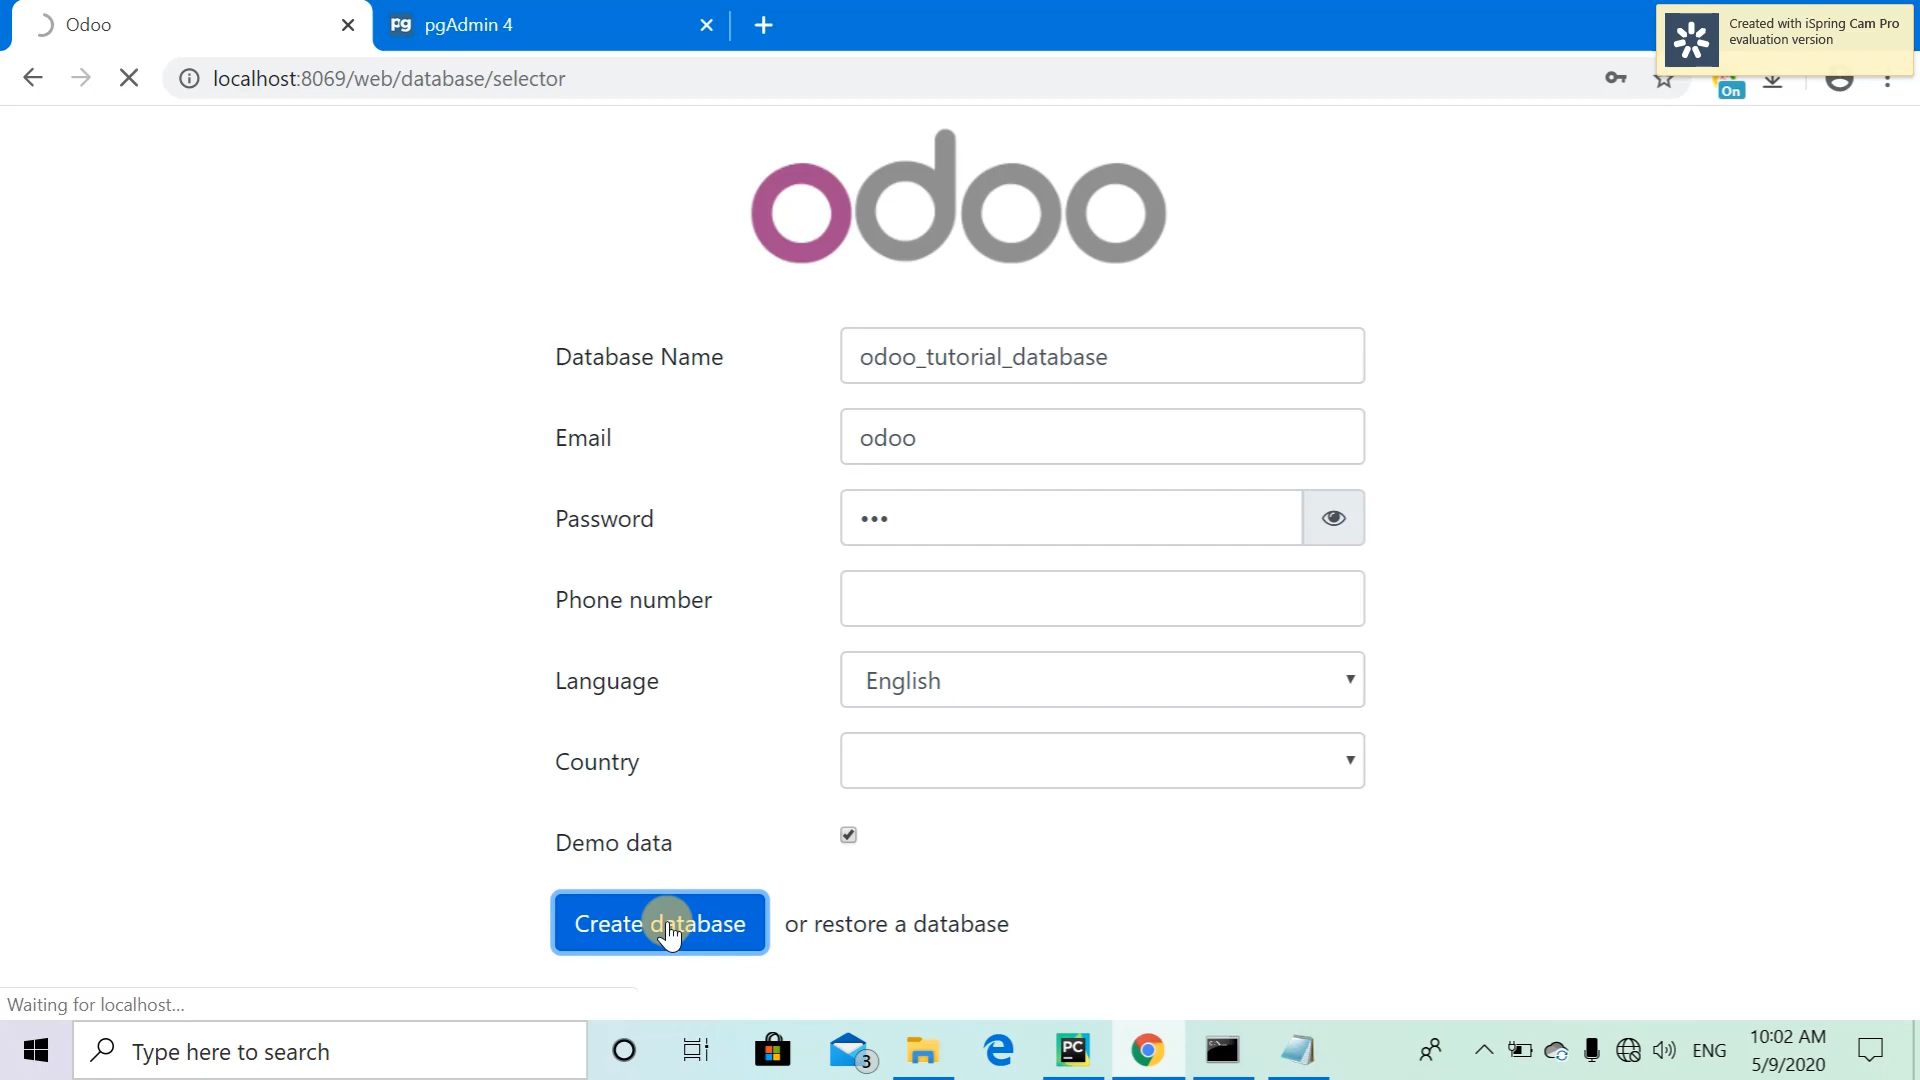 Odoo
pg pgAdmin 4
Created with iSpring Cam Pro
evaluation version
localhost:8069/web/database/selector
On
odoo
Database Name
odoo_tutorial_database
Email
odoo
Password
•••
Phone number
Language
English
Country
Demo data
Create database or restore a database
Waiting for localhost...
Type here to search
3
PC
ENG
10:02 AM
5/9/2020